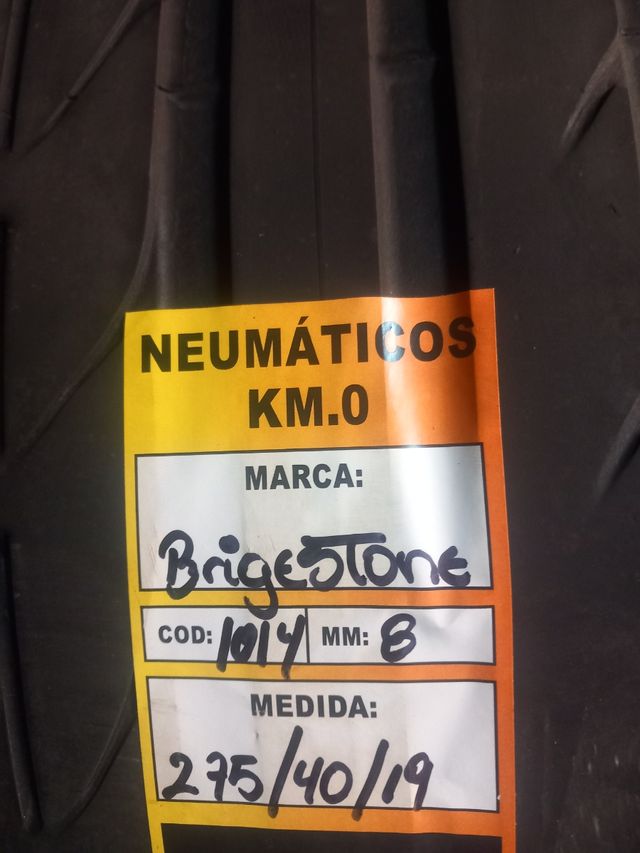 NEUMÁTICOS
KM.0
MARCA:
BrigeSTone
COD: 1014 MM: 8
MEDIDA:
275/40/19